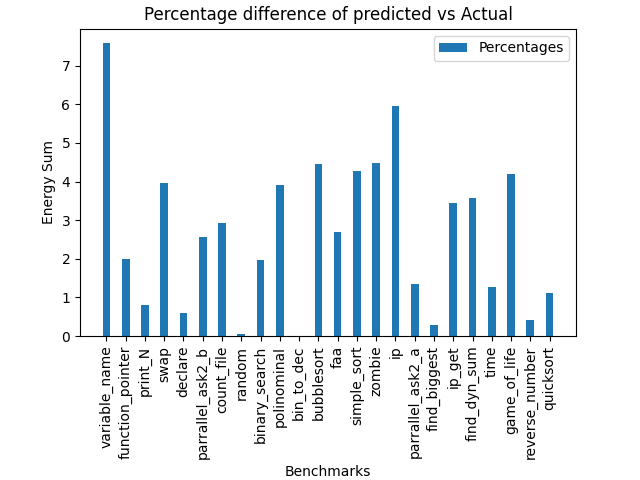 Percentage difference of predicted vs Actual
Percentages
Energy Sum
7
6
5
4
3
2
1
0
variable_name
function_pointer
print_N
swap
declare
parrallel_ask2_b
count_file
random
binary_search
polinominal
bin_to_dec
bubblesort
faa
simple_sort
zombie
ip
parrallel_ask2_a
find_biggest
ip_get
find_dyn_sum
time
game_of_life
reverse_number
quicksort
Benchmarks